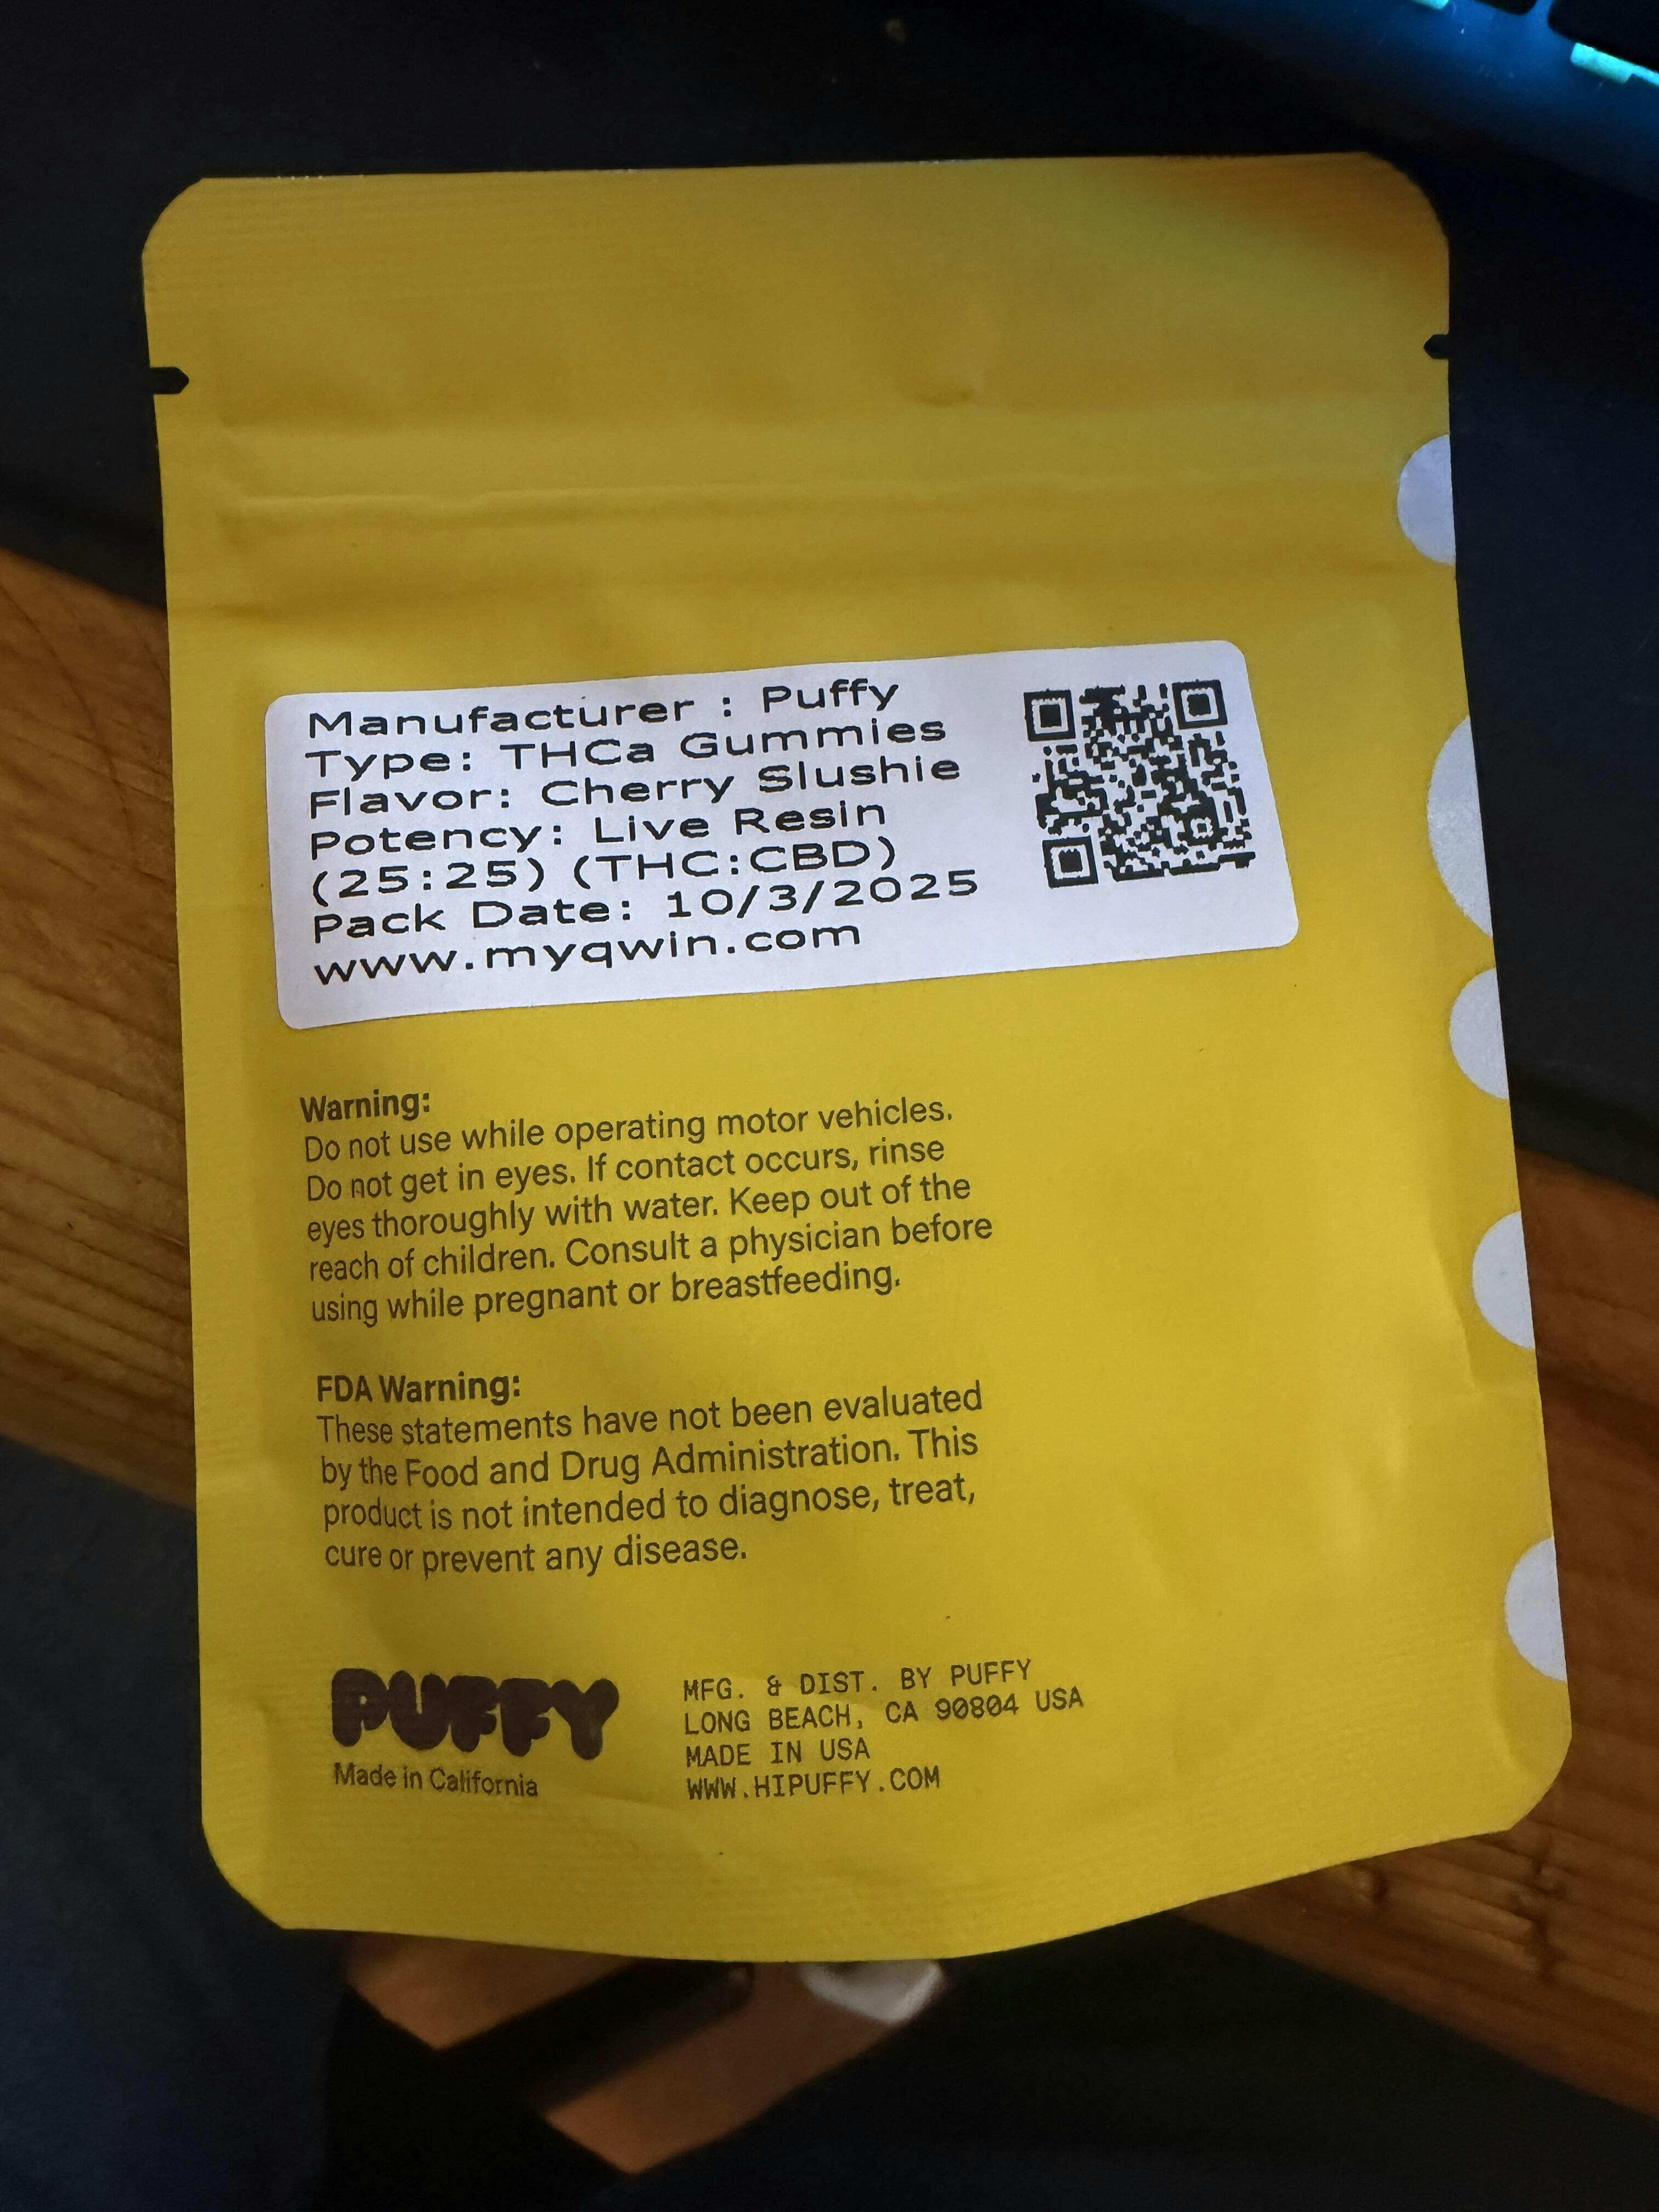 Manufacturer : Puffy
Type: THCa Gummies
Flavor: Cherry Slushie
Potency: Live Resin
(25:25) (THC:CBD)
Pack Date: 10/3/2025
www.myqwin.com
Warning:
Do not use while operating motor vehicles.
Do not get in eyes. If contact occurs, rinse
eyes thoroughly with water. Keep out of the
reach of children. Consult a physician before
using while pregnant or breastfeeding.
FDA Warning:
These statements have not been evaluated
by the Food and Drug Administration. This
product is not intended to diagnose, treat,
cure or prevent any disease.
PUFFY
Made in California
MFG. & DIST. BY PUFFY
LONG BEACH, CA 90804 USA
MADE IN USA
WWW.HIPUFFY.COM